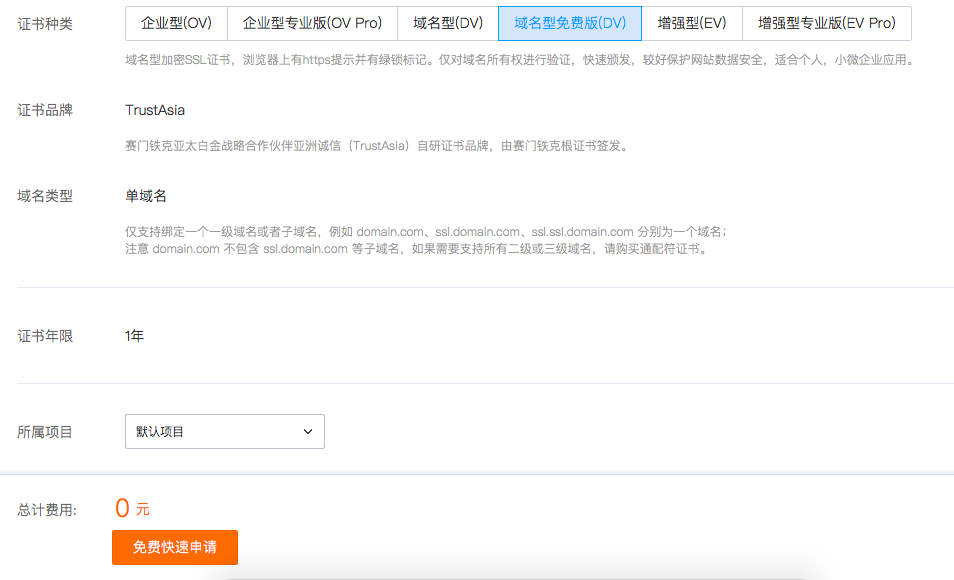 证书种类 企业型(OV) 企业型专业版(OV Pro) 域名型(DV) 域名型免费版(DV) 增强型(EV) 增强型专业版(EV Pro)
域名型加密SSL证书，浏览器上有https提示并有绿锁标记。仅对域名所有权进行验证，快速颁发，较好保护网站数据安全，适合个人，小微企业应用。
证书品牌 TrustAsia
赛门铁克亚太白金战略合作伙伴亚洲诚信（TrustAsia）自研证书品牌，由赛门铁克根证书签发。
域名类型 单域名
仅支持绑定一个一级域名或者子域名，例如 domain.com、ssl.domain.com、ssl.ssl.domain.com 分别为一个域名；
注意 domain.com 不包含 ssl.domain.com 等子域名，如果需要支持所有二级或三级域名，请购买通配符证书。
证书年限 1年
所属项目 默认项目
总计费用: 0 元
免费快速申请